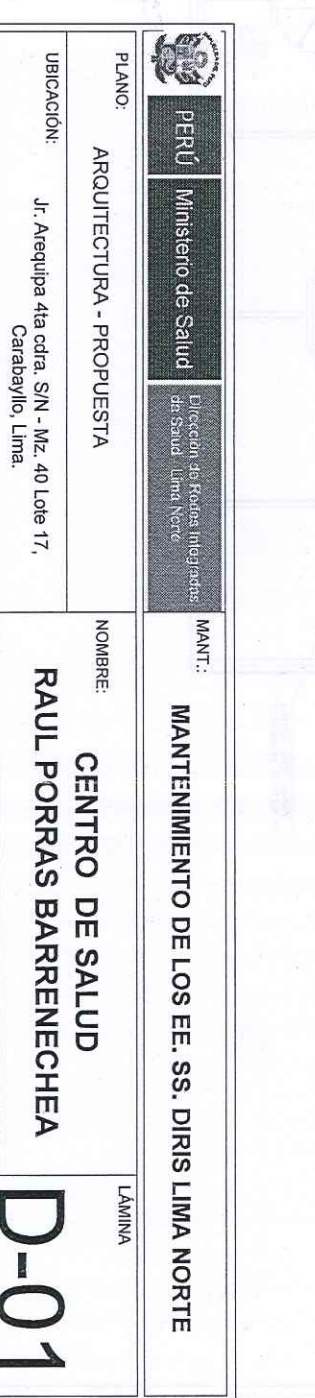 PERÚ
Ministerio de Salud
Dirección de Redes Integradas
de Salud Lima Norte
MANT.:
MANTENIMIENTO DE LOS EE. SS. DIRIS LIMA NORTE
PLANO:
ARQUITECTURA - PROPUESTA
NOMBRE:
CENTRO DE SALUD
RAUL PORRAS BARRENECHEA
LÁMINA
D-01
UBICACIÓN:
Jr. Arequipa 4ta cdra. S/N - Mz. 40 Lote 17,
Carabayllo, Lima.